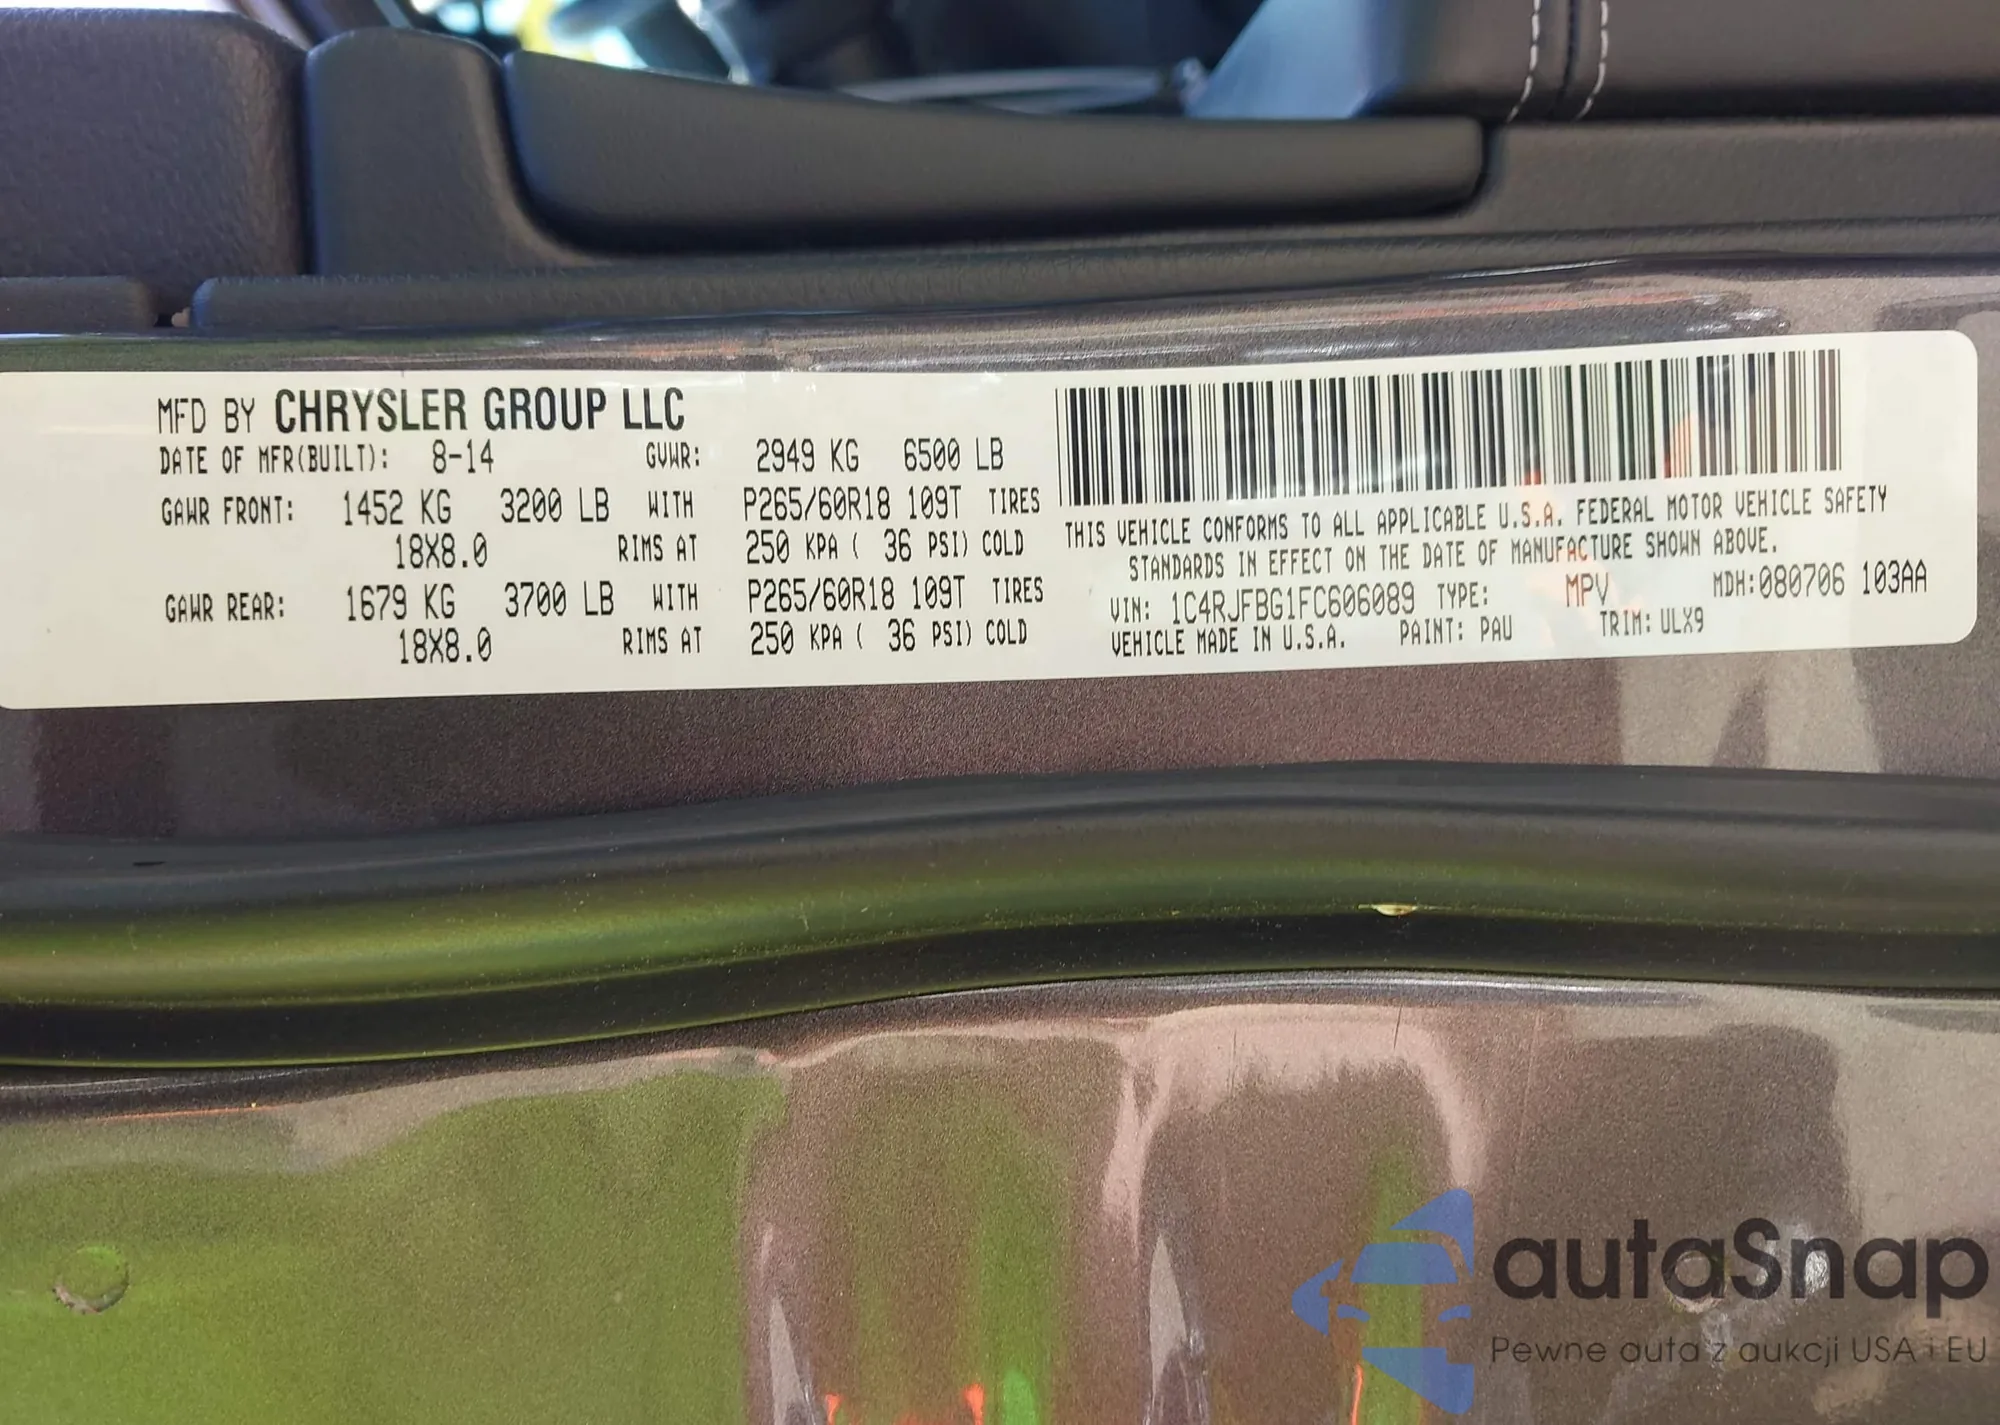 MFD BY CHRYSLER GROUP LLC
DATE OF MFR(BUILT): 8-14 GVWR: 2949 KG 6500 LB
GAWR FRONT: 1452 KG 3200 LB WITH P265/60R18 109T TIRES
18X8.0 RIMS AT 250 KPA ( 36 PSI) COLD
GAWR REAR: 1679 KG 3700 LB WITH P265/60R18 109T TIRES
18X8.0 RIMS AT 250 KPA ( 36 PSI) COLD
THIS VEHICLE CONFORMS TO ALL APPLICABLE U.S.A. FEDERAL MOTOR VEHICLE SAFETY
STANDARDS IN EFFECT ON THE DATE OF MANUFACTURE SHOWN ABOVE.
VIN: 1C4RJFBG1FC606089 TYPE: MPV MDH:080706 103AA
VEHICLE MADE IN U.S.A. PAINT: PAU TRIM: ULX9
autaSnap
Pewne auta z aukcji USA i EU